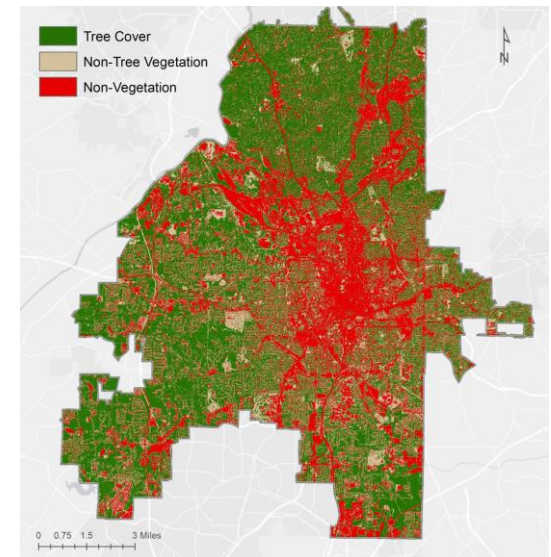 Tree Cover
Non-Tree Vegetation
Non-Vegetation
N
0 0.75 1.5 3 Miles